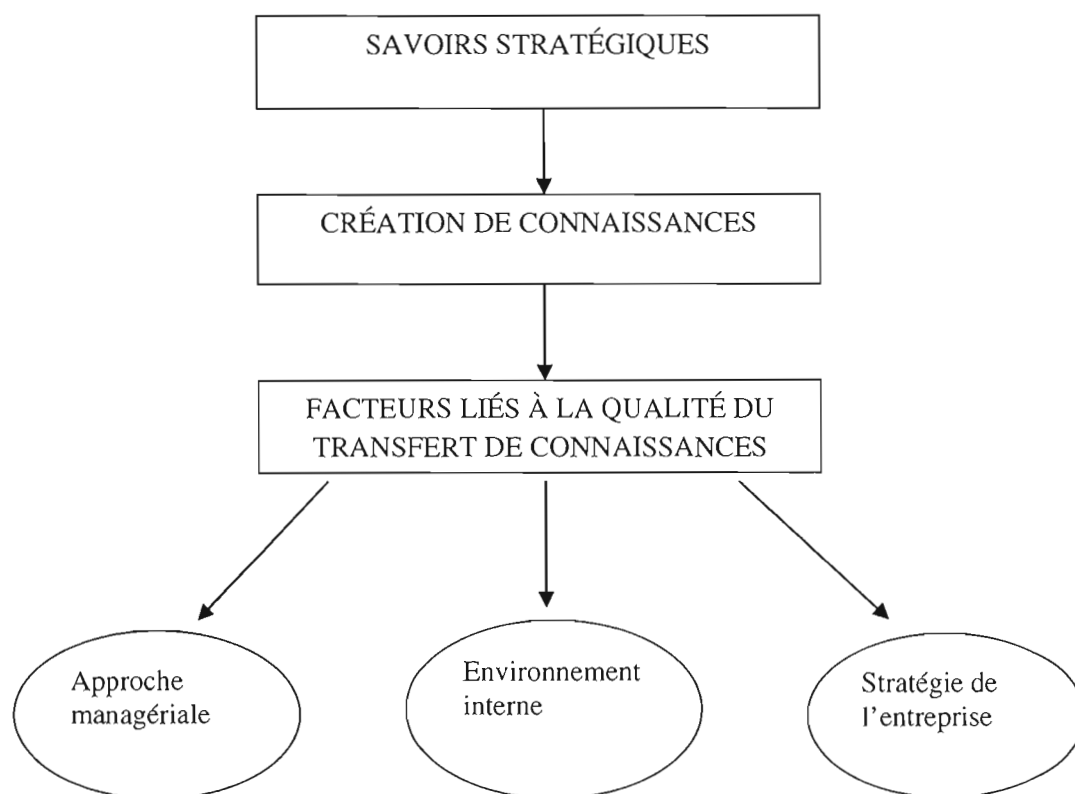 SAVOIRS STRATÉGIQUES
CRÉATION DE CONNAISSANCES
FACTEURS LIÉS À LA QUALITÉ DU
TRANSFERT DE CONNAISSANCES
Approche
managériale
Environnement
interne
Stratégie de
l'entreprise